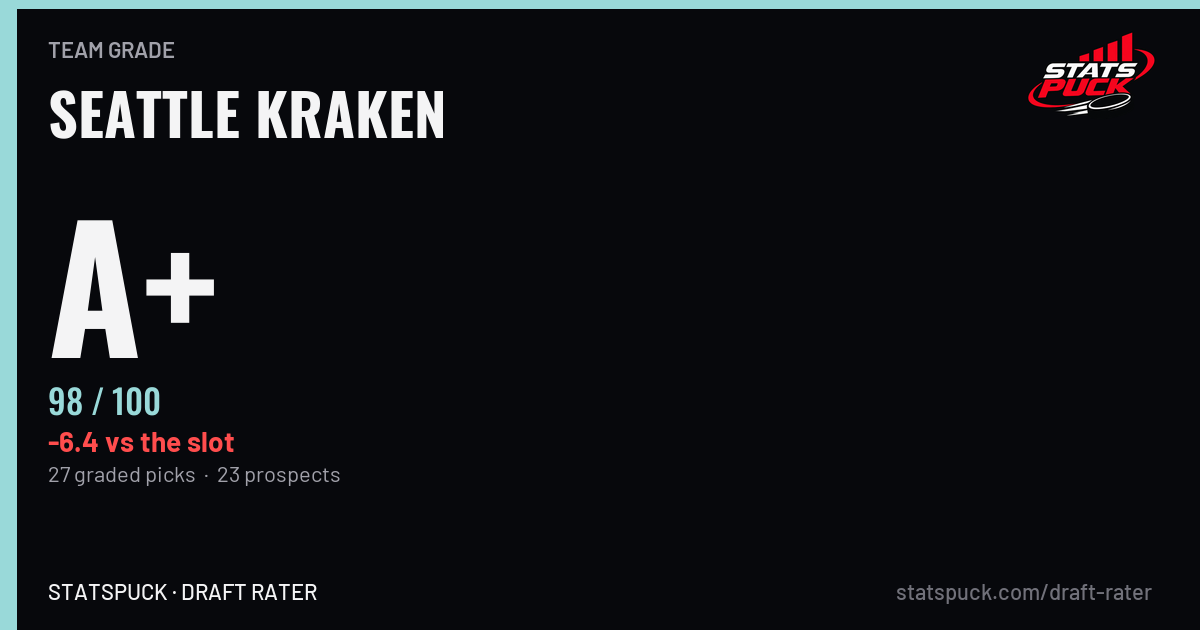 TEAM GRADE
STATS
PUCK
SEATTLE KRAKEN
A+
98 / 100
-6.4 vs the slot
27 graded picks · 23 prospects
STATSPUCK · DRAFT RATER
statspuck.com/draft-rater